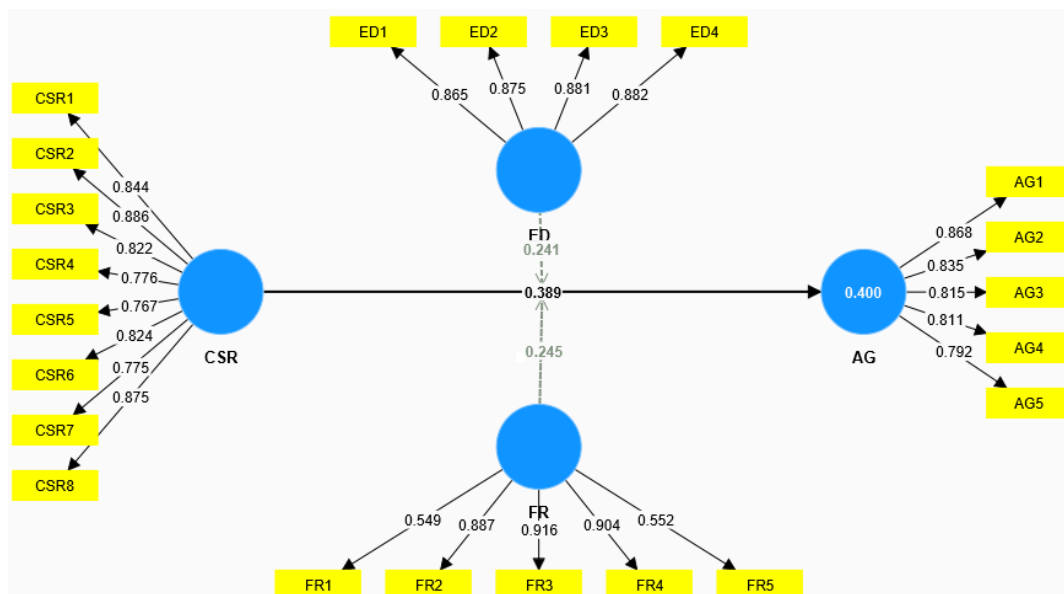 ED1
ED2
ED3
ED4
0.865
0.875
0.881
0.882
CSR1
CSR2
CSR3
CSR4
CSR5
CSR6
CSR7
CSR8
0.844
0.886
0.822
0.776
0.767
0.824
0.775
0.875
CSR
ED
0.241
0.389
0.245
0.400
AG
0.868
0.835
0.815
0.811
0.792
AG1
AG2
AG3
AG4
AG5
FR
0.549
0.887
0.916
0.904
0.552
FR1
FR2
FR3
FR4
FR5